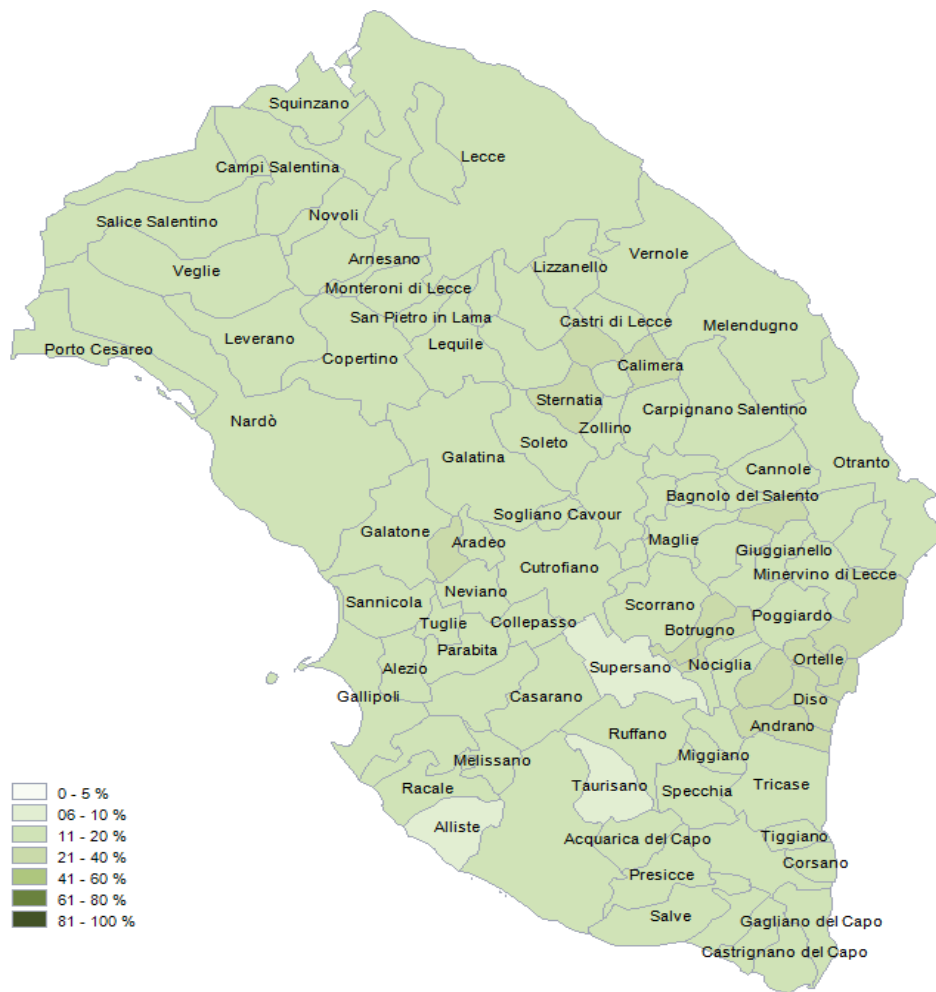 Squinzano
Lecce
Campi Salentina
Novoli
Salice Salentino
Vernole
Arnesano
Lizzanello
Veglie
Monteroni di Lecce
San Pietro in Lama
Castri di Lecce
Melendugno
Leverano
Lequile
Porto Cesareo
Copertino
Calimera
Sternatia
Carpignano Salentino
Nardò
Zollino
Soleto
Galatina
Cannole
Otranto
Bagnolo del Salento
Sogliano Cavour
Galatone
Aradeo
Maglie
Giuggianello
Cutrofiano
Minervino di Lecce
Neviano
Sannicola
Scorrano
Poggiardo
Tuglie
Collepasso
Botrugno
Parabita
Ortelle
Supersano
Nociglia
Alezio
Gallipoli
Casarano
Diso
Andrano
Ruffano
Miggiano
Melissano
Tricase
Taurisano
Racale
Specchia
Alliste
Acquarica del Capo
Tiggiano
Corsano
Presicce
Salve
Gagliano del Capo
Castrignano del Capo
0 - 5 %
06 - 10 %
11 - 20 %
21 - 40 %
41 - 60 %
61 - 80 %
81 - 100 %